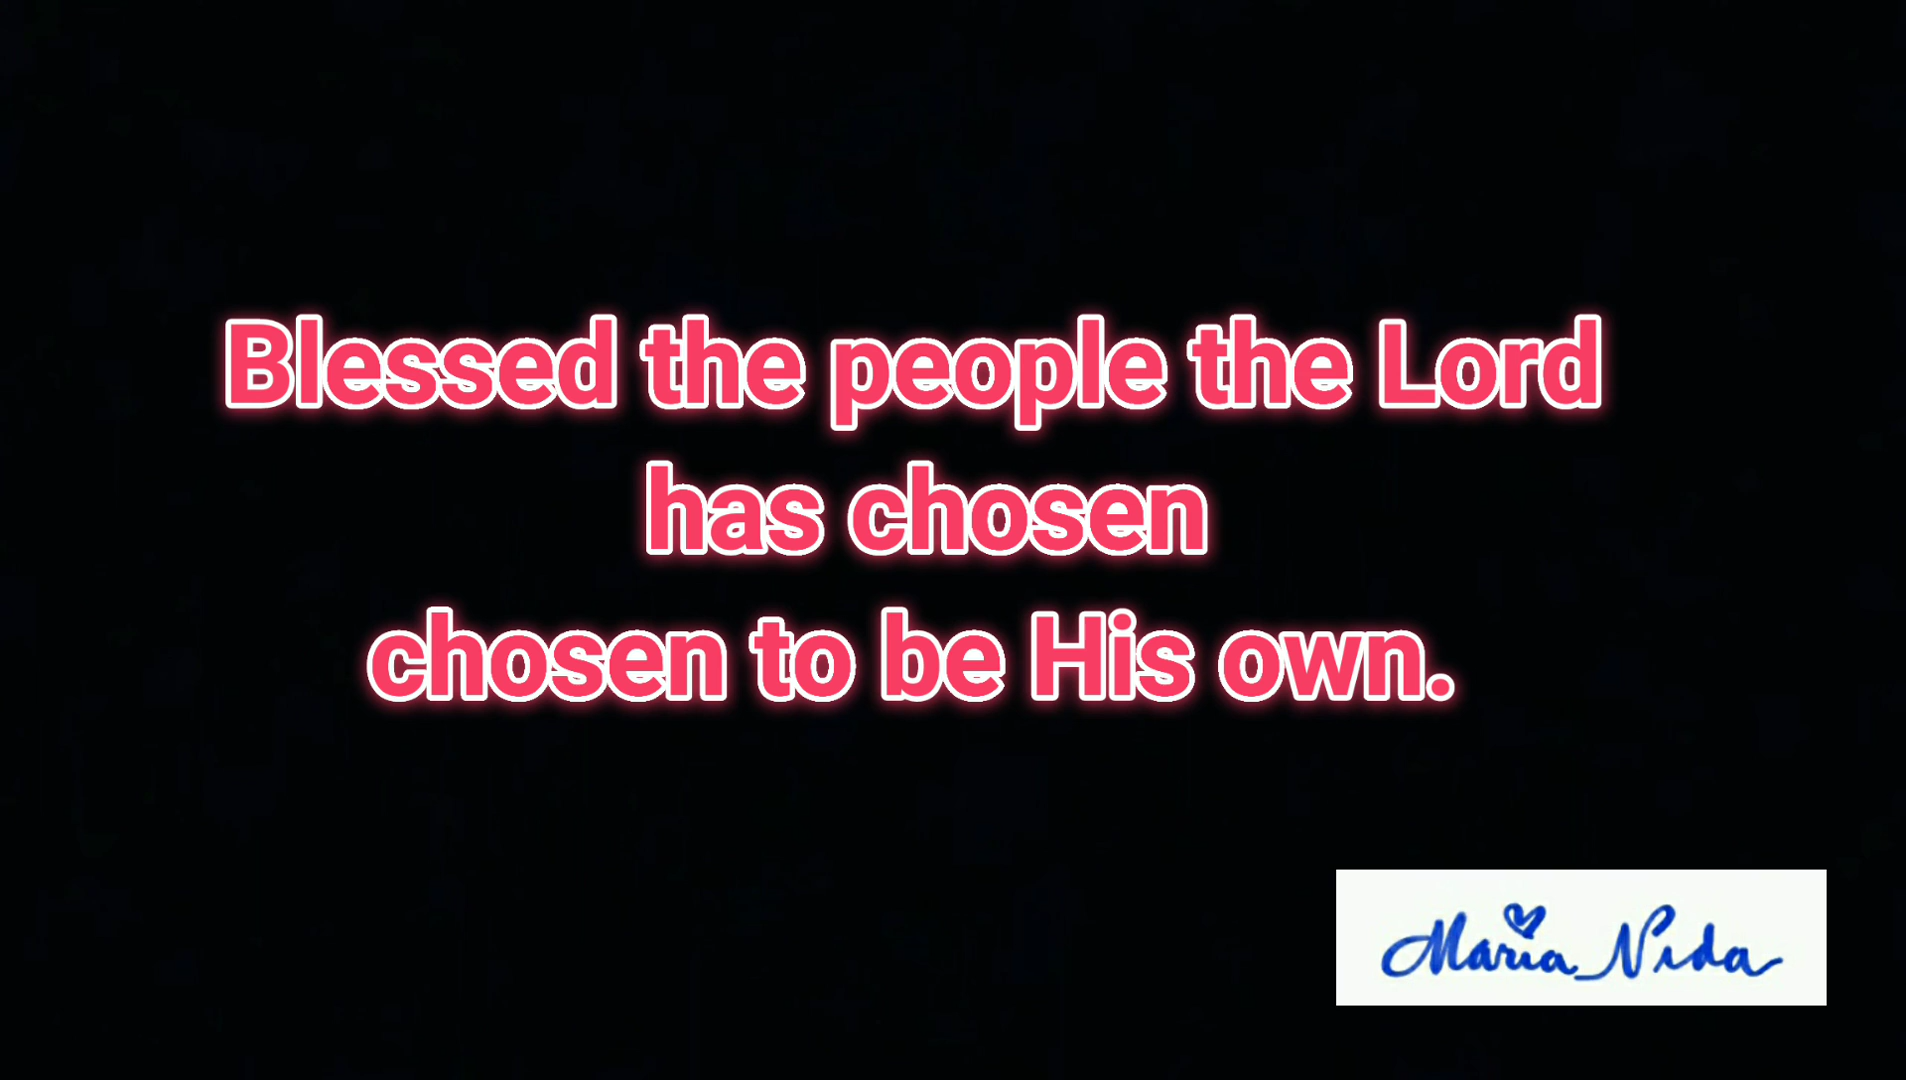 Blessed the people the Lord
has chosen
chosen to be His own.
Maria Nida